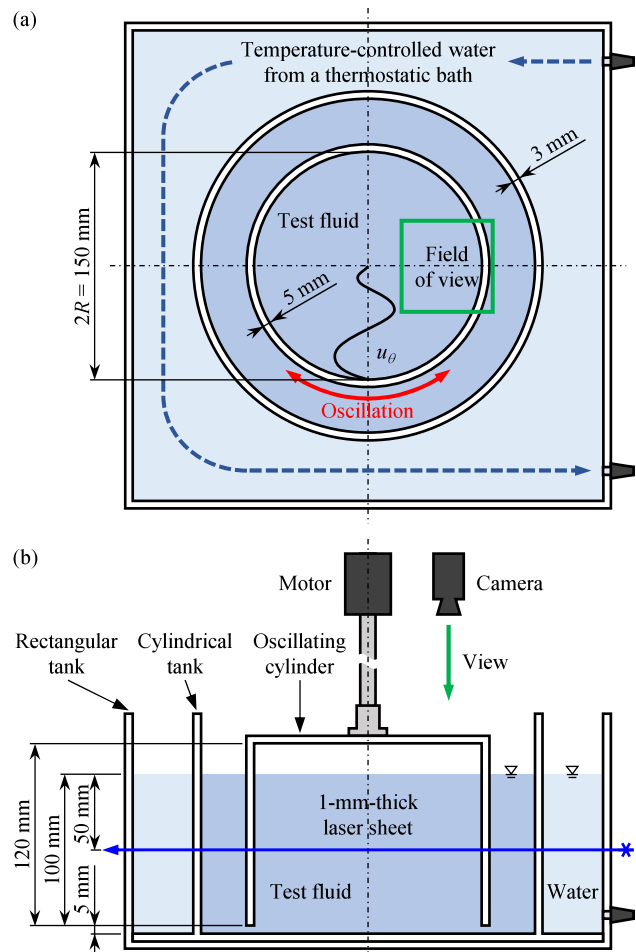 (a)
Temperature-controlled water
from a thermostatic bath
3 mm
2R = 150 mm
Test fluid
Field
of view
5 mm
uθ
Oscillation
(b)
Motor
Camera
Rectangular
tank
Cylindrical
tank
Oscillating
cylinder
View
120 mm
100 mm
50 mm
5 mm
1-mm-thick
laser sheet
Test fluid
Water